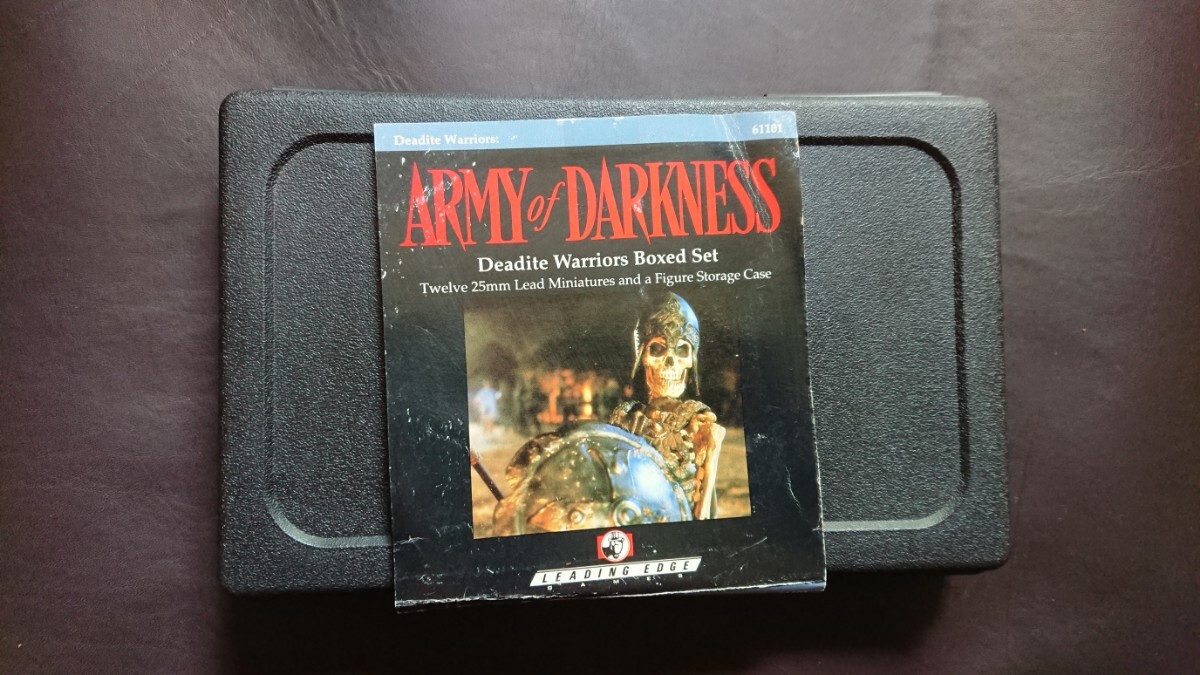 Deadite Warriors: 61101
ARMY of DARKNESS
Deadite Warriors Boxed Set
Twelve 25mm Lead Miniatures and a Figure Storage Case
LEADING EDGE
GAMES